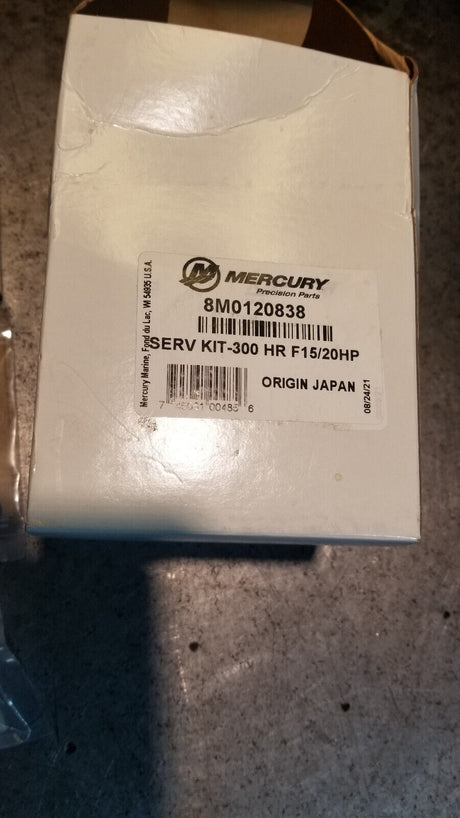 MERCURY
Precision Parts
8M0120838
SERV KIT-300 HR F15/20HP
ORIGIN JAPAN
08/24/21
Mercury Marine, Fond du Lac, WI 54935 U.S.A.